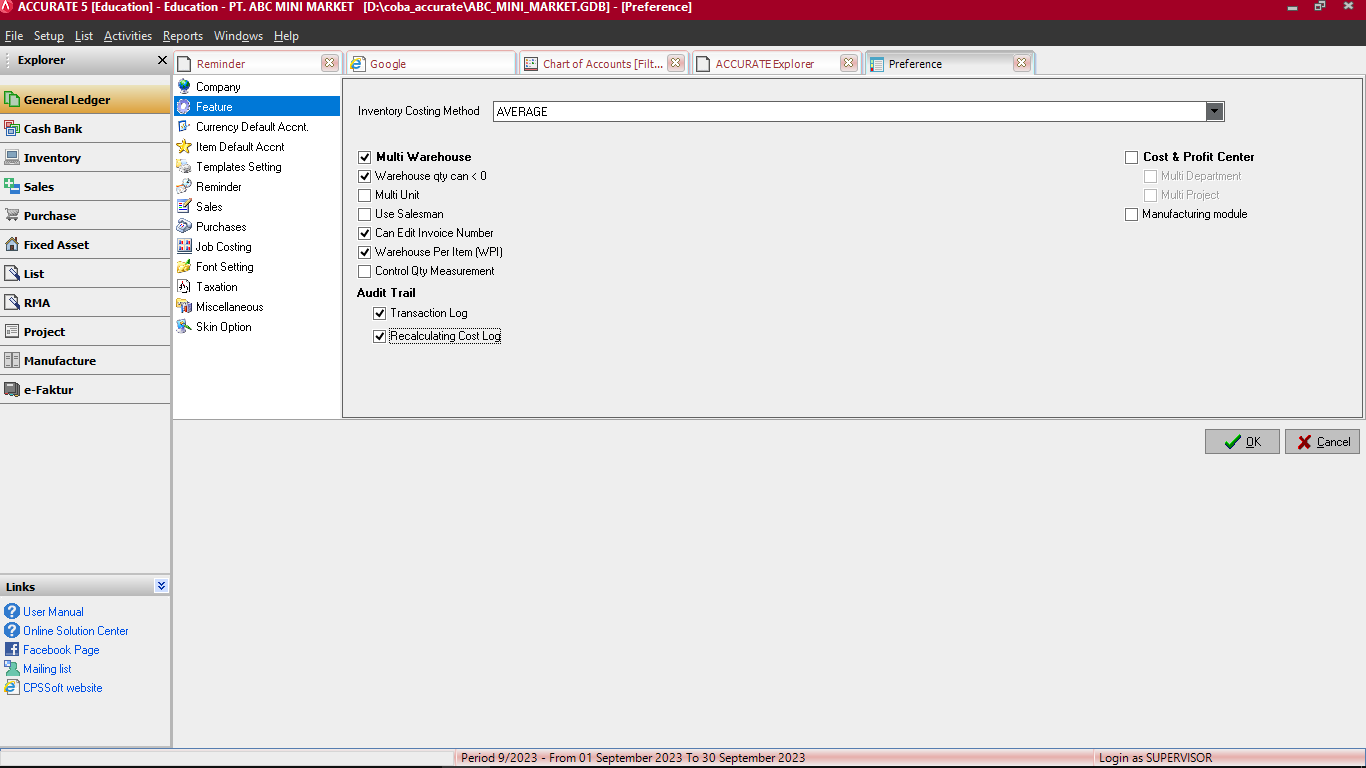 ACCURATE 5 [Education] - Education - PT. ABC MINI MARKET [D:\coba_accurate\ABC_MINI_MARKET.GDB] - [Preference]
File Setup List Activities Reports Windows Help
Explorer
Reminder
Google
Chart of Accounts [Filt...
ACCURATE Explorer
Preference
General Ledger
Cash Bank
Inventory
Sales
Purchase
Fixed Asset
List
RMA
Project
Manufacture
e-Faktur
Company
Feature
Currency Default Accnt.
Item Default Accnt
Templates Setting
Reminder
Sales
Purchases
Job Costing
Font Setting
Taxation
Miscellaneous
Skin Option
Inventory Costing Method AVERAGE
Multi Warehouse
Warehouse qty can < 0
Multi Unit
Use Salesman
Can Edit Invoice Number
Warehouse Per Item (WPI)
Control Qty Measurement
Audit Trail
Transaction Log
Recalculating Cost Log
Cost & Profit Center
Multi Department
Multi Project
Manufacturing module
OK Cancel
Links
User Manual
Online Solution Center
Facebook Page
Mailing list
CPSSoft website
Period 9/2023 - From 01 September 2023 To 30 September 2023
Login as SUPERVISOR